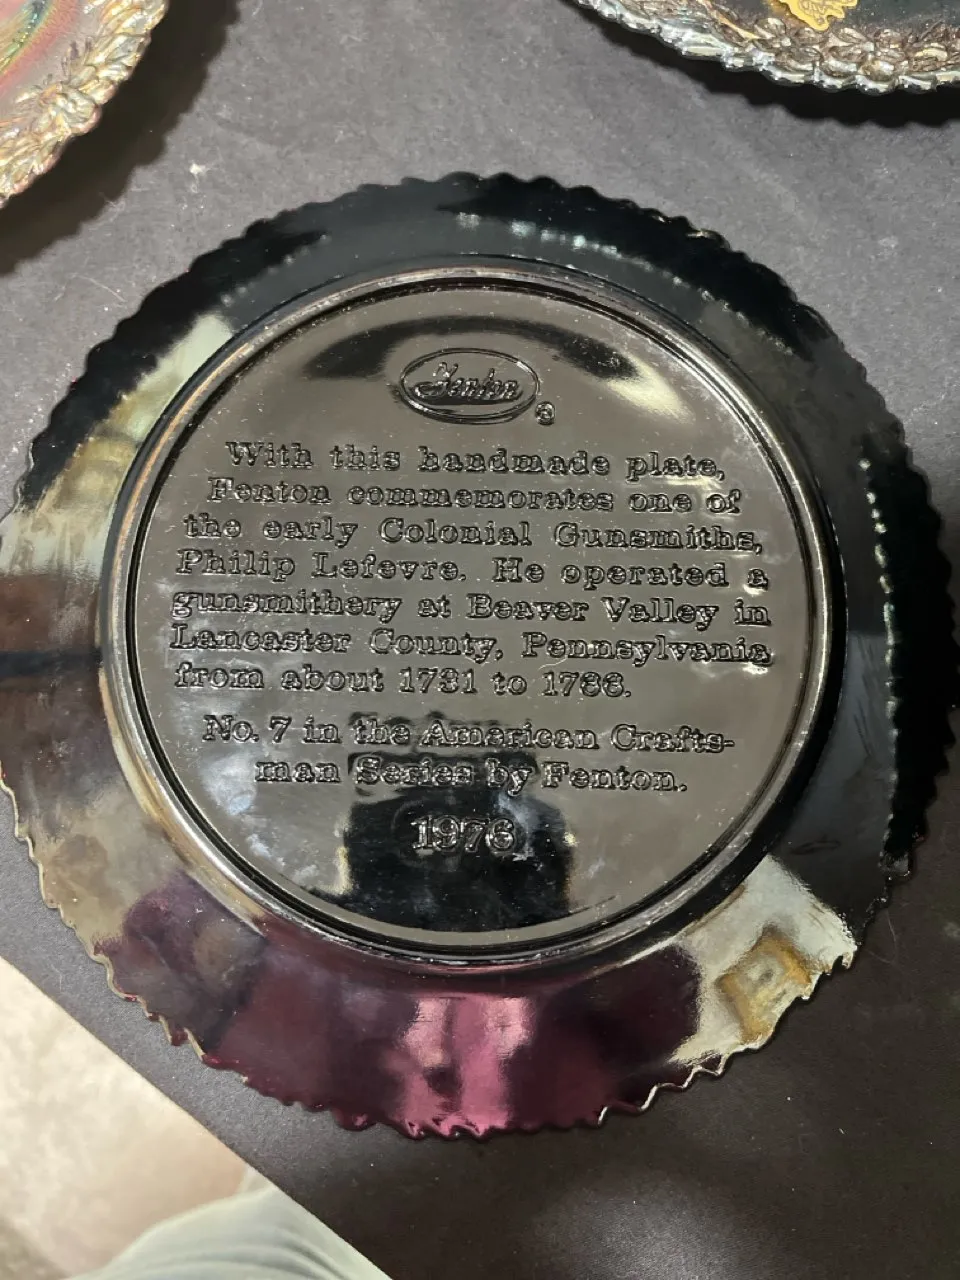 Fenton
®
With this handmade plate,
Fenton commemorates one of
the early Colonial Gunsmiths,
Philip Lefevre. He operated a
gunsmithery at Beaver Valley in
Lancaster County, Pennsylvania
from about 1731 to 1766.
No. 7 in the American Crafts-
man Series by Fenton.
1976